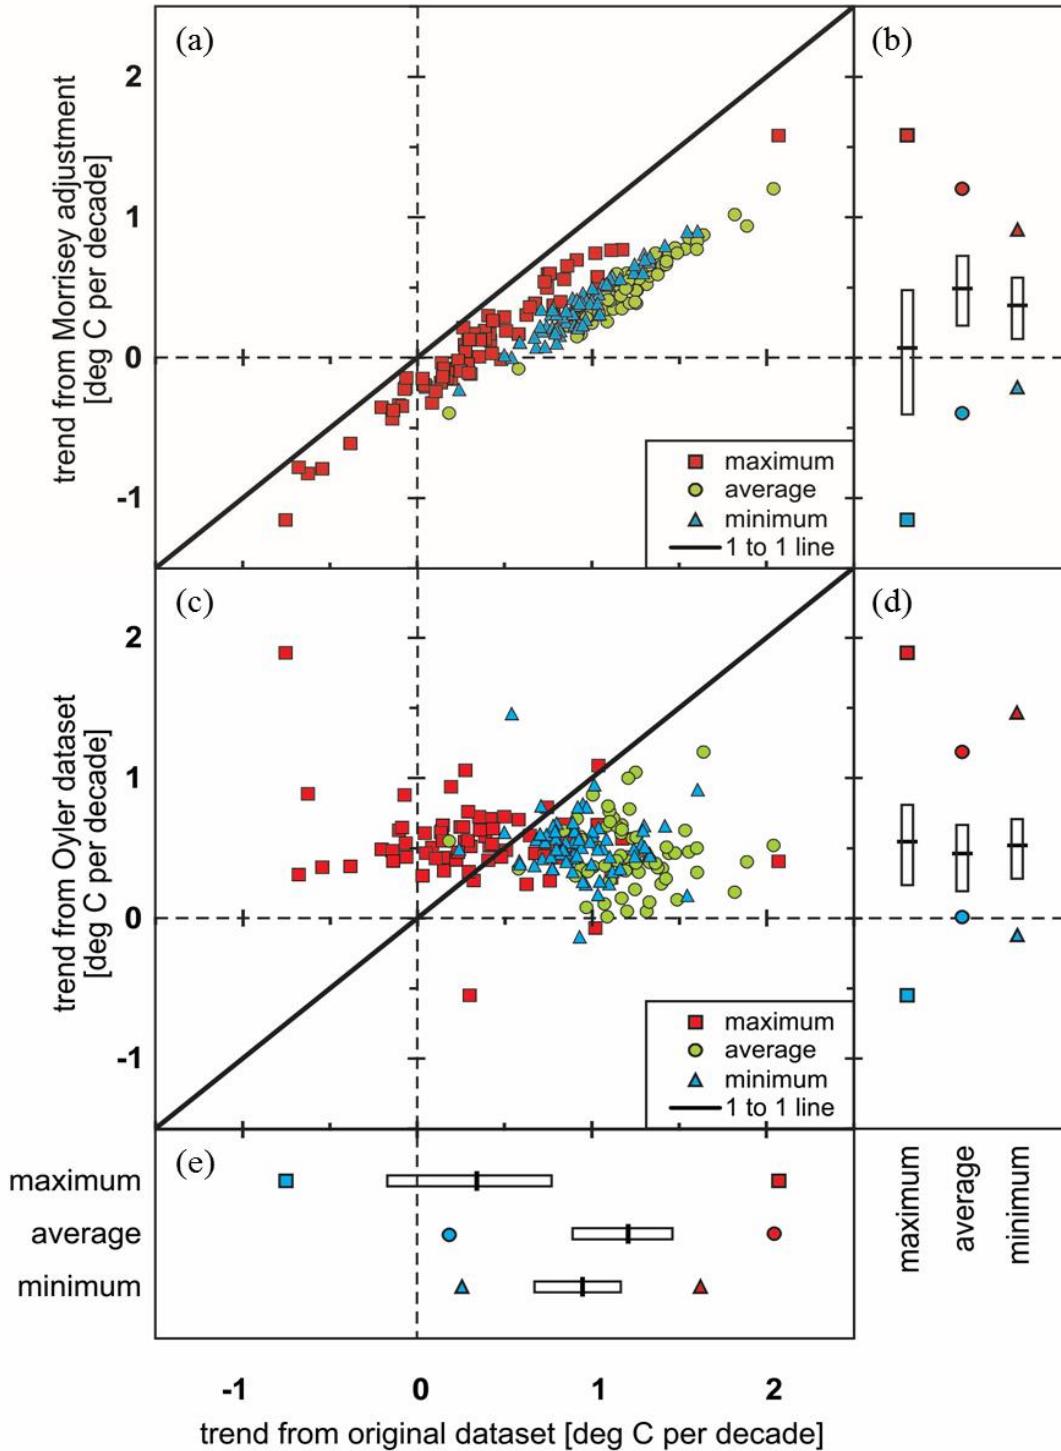 (a)
(b)
trend from Morrisey adjustment
[deg C per decade]
2
1
0
-1
maximum
average
minimum
1 to 1 line
(c)
(d)
trend from Oyler dataset
[deg C per decade]
2
1
0
-1
maximum
average
minimum
1 to 1 line
(e)
maximum
average
minimum
maximum
average
minimum
-1
0
1
2
trend from original dataset [deg C per decade]